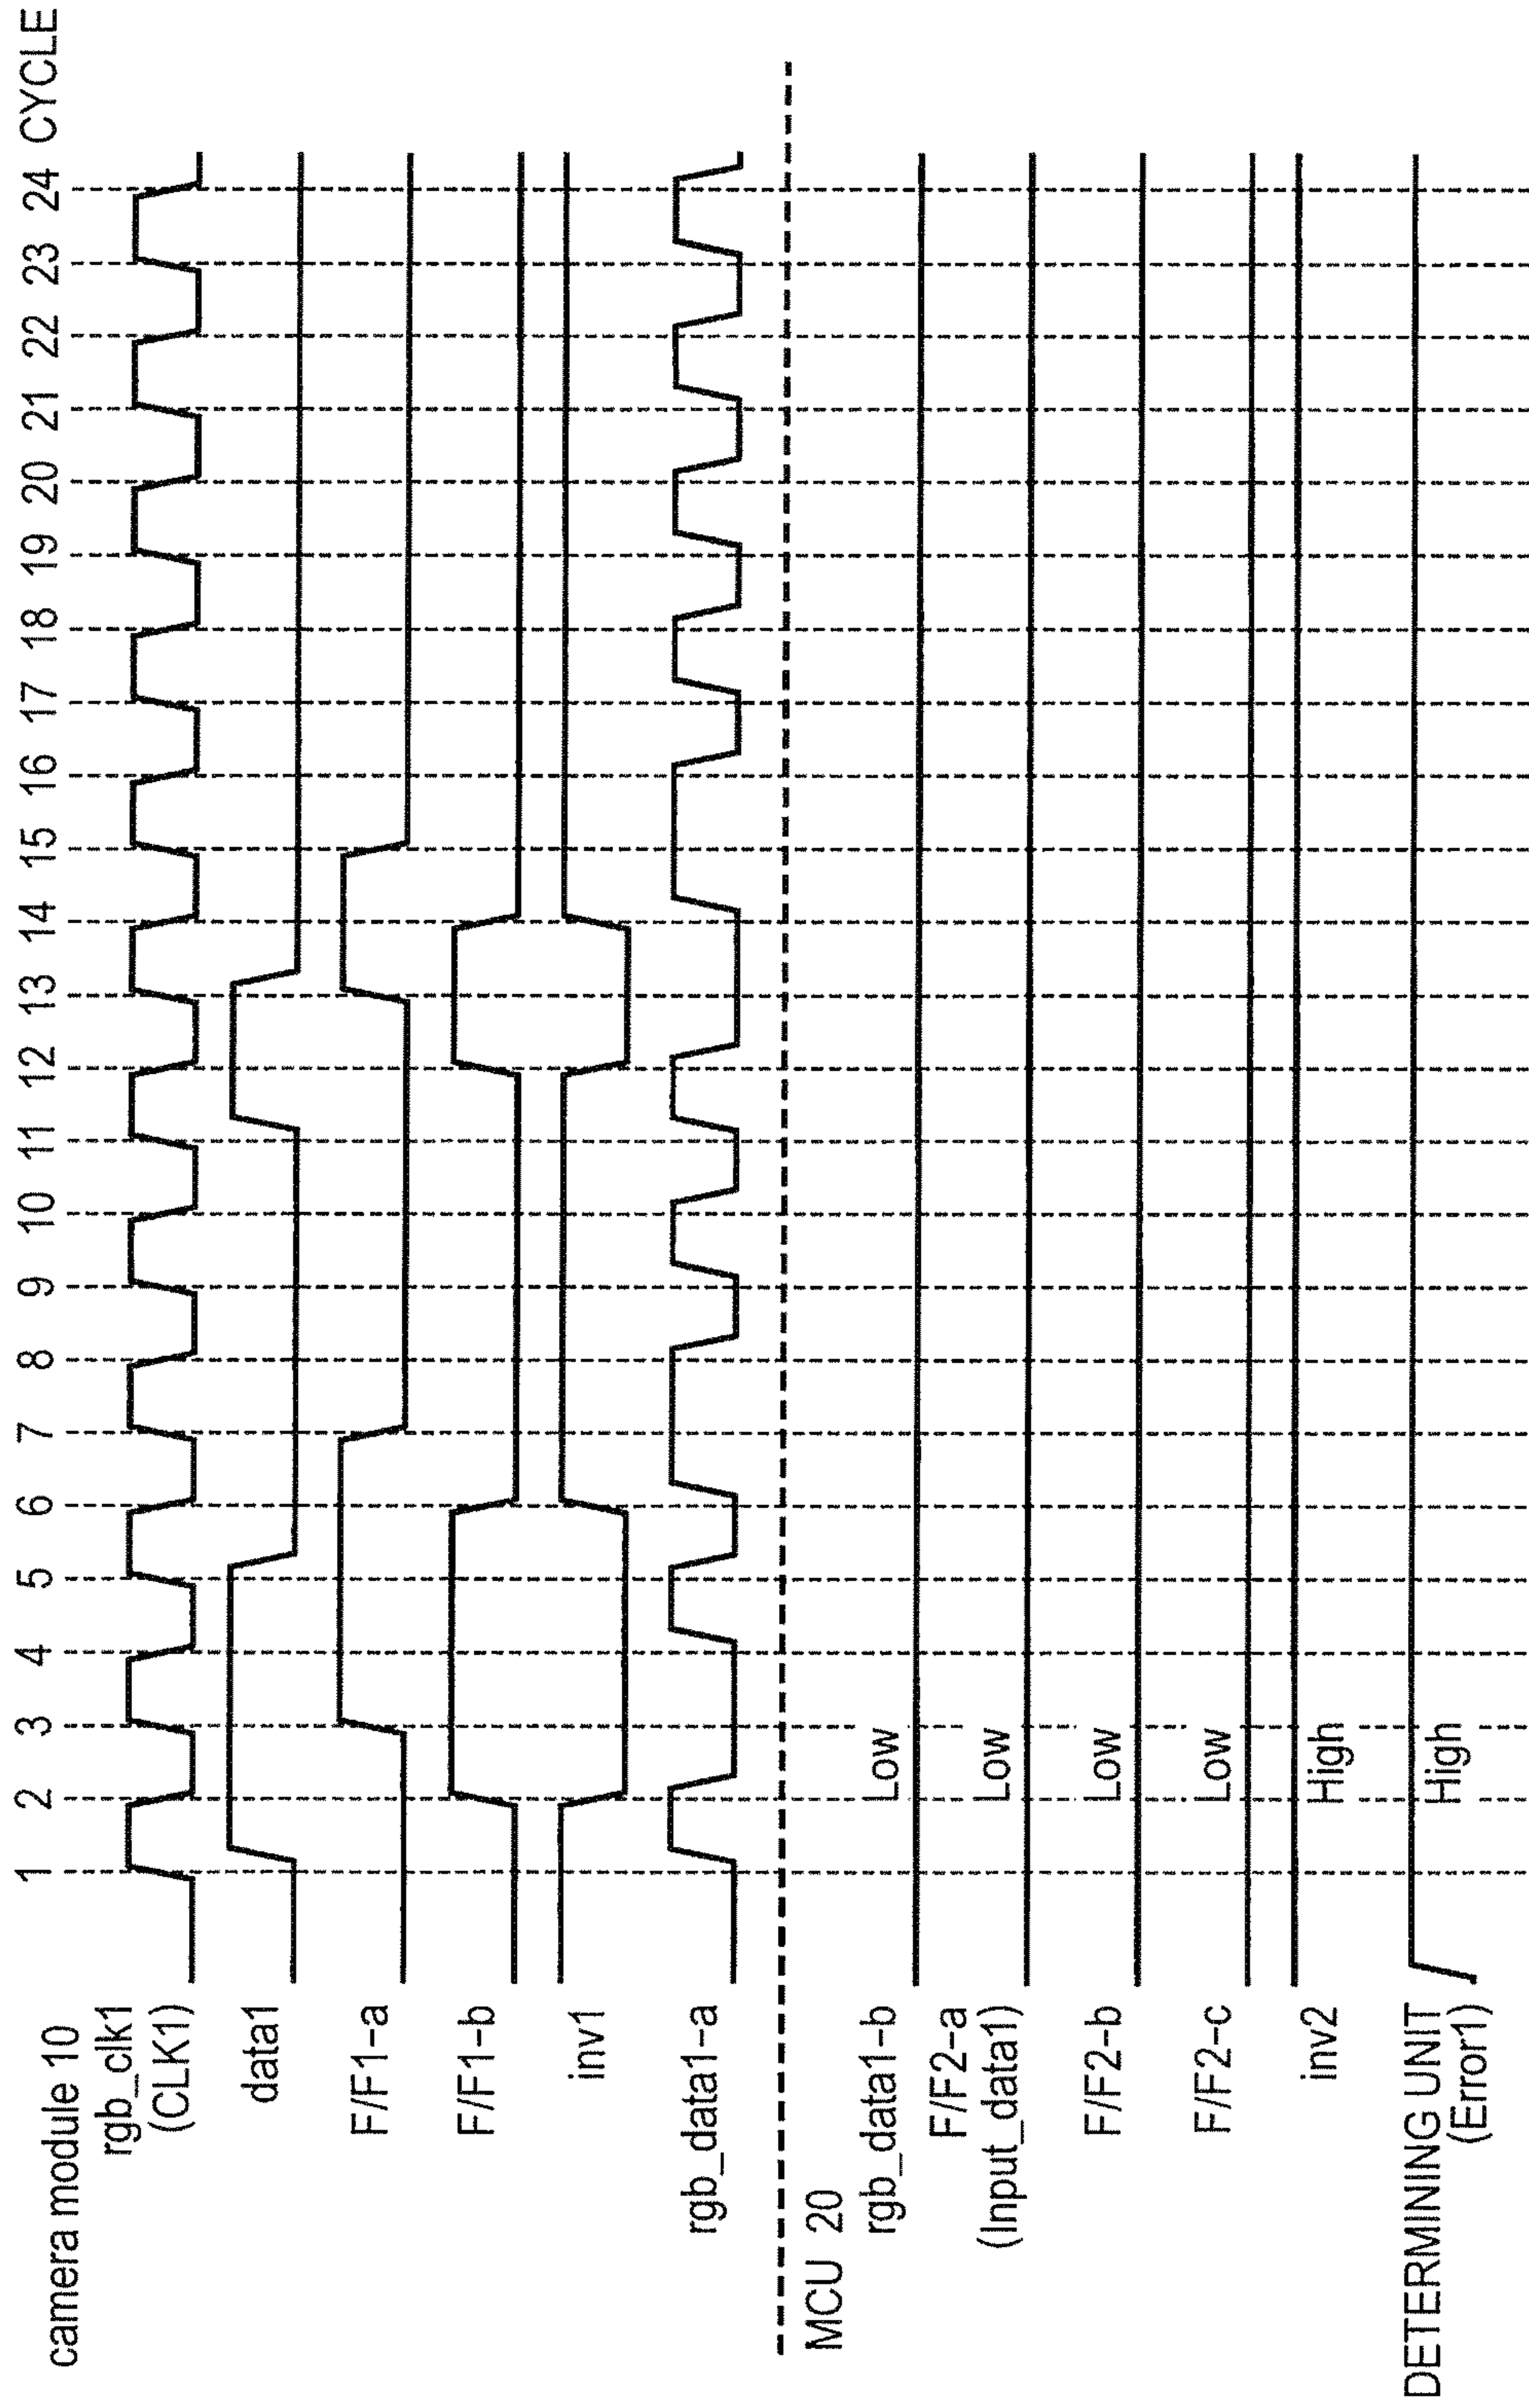 1 2 3 4 5 6 7 8 9 10 11 12 13 14 15 16 17 18 19 20 21 22 23 24 CYCLE
camera module 10
rgb_clk1
(CLK1)
data1
F/F1-a
F/F1-b
inv1
rgb_data1-a
MCU 20
rgb_data1-b
Low
F/F2-a
(Input_data1)
Low
F/F2-b
Low
F/F2-c
Low
inv2
High
DETERMINING UNIT
(Error1)
High